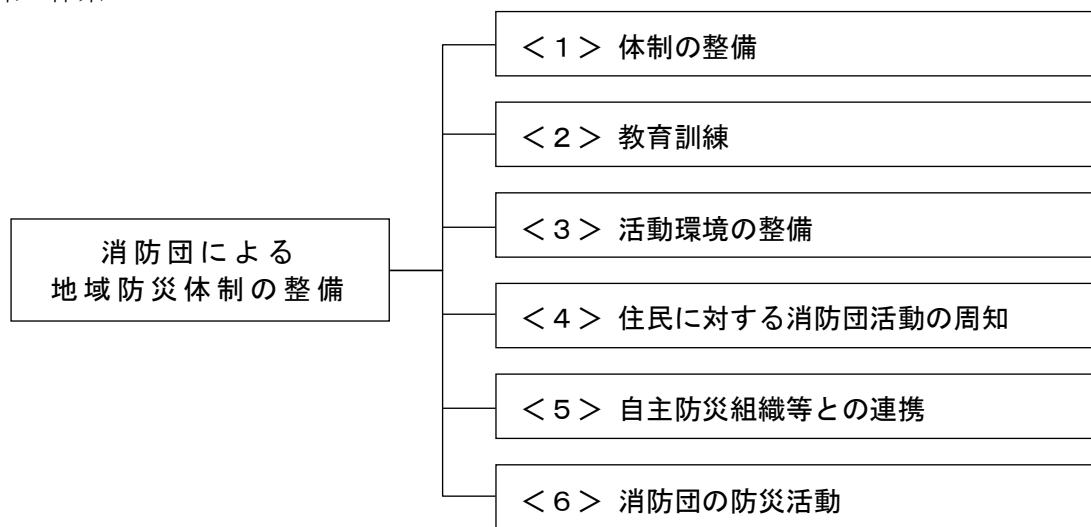 消防団による
地域防災体制の整備
＜１＞ 体制の整備
＜２＞ 教育訓練
＜３＞ 活動環境の整備
＜４＞ 住民に対する消防団活動の周知
＜５＞ 自主防災組織等との連携
＜６＞ 消防団の防災活動